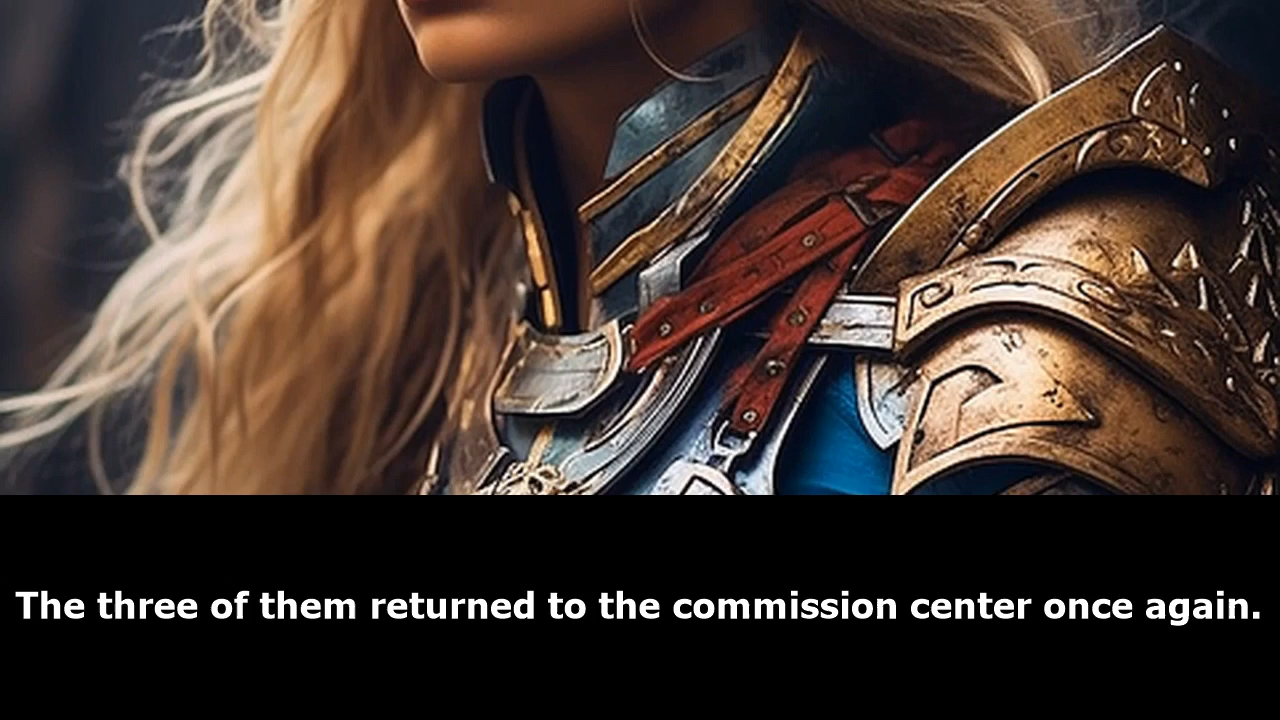 The three of them returned to the commission center once again.